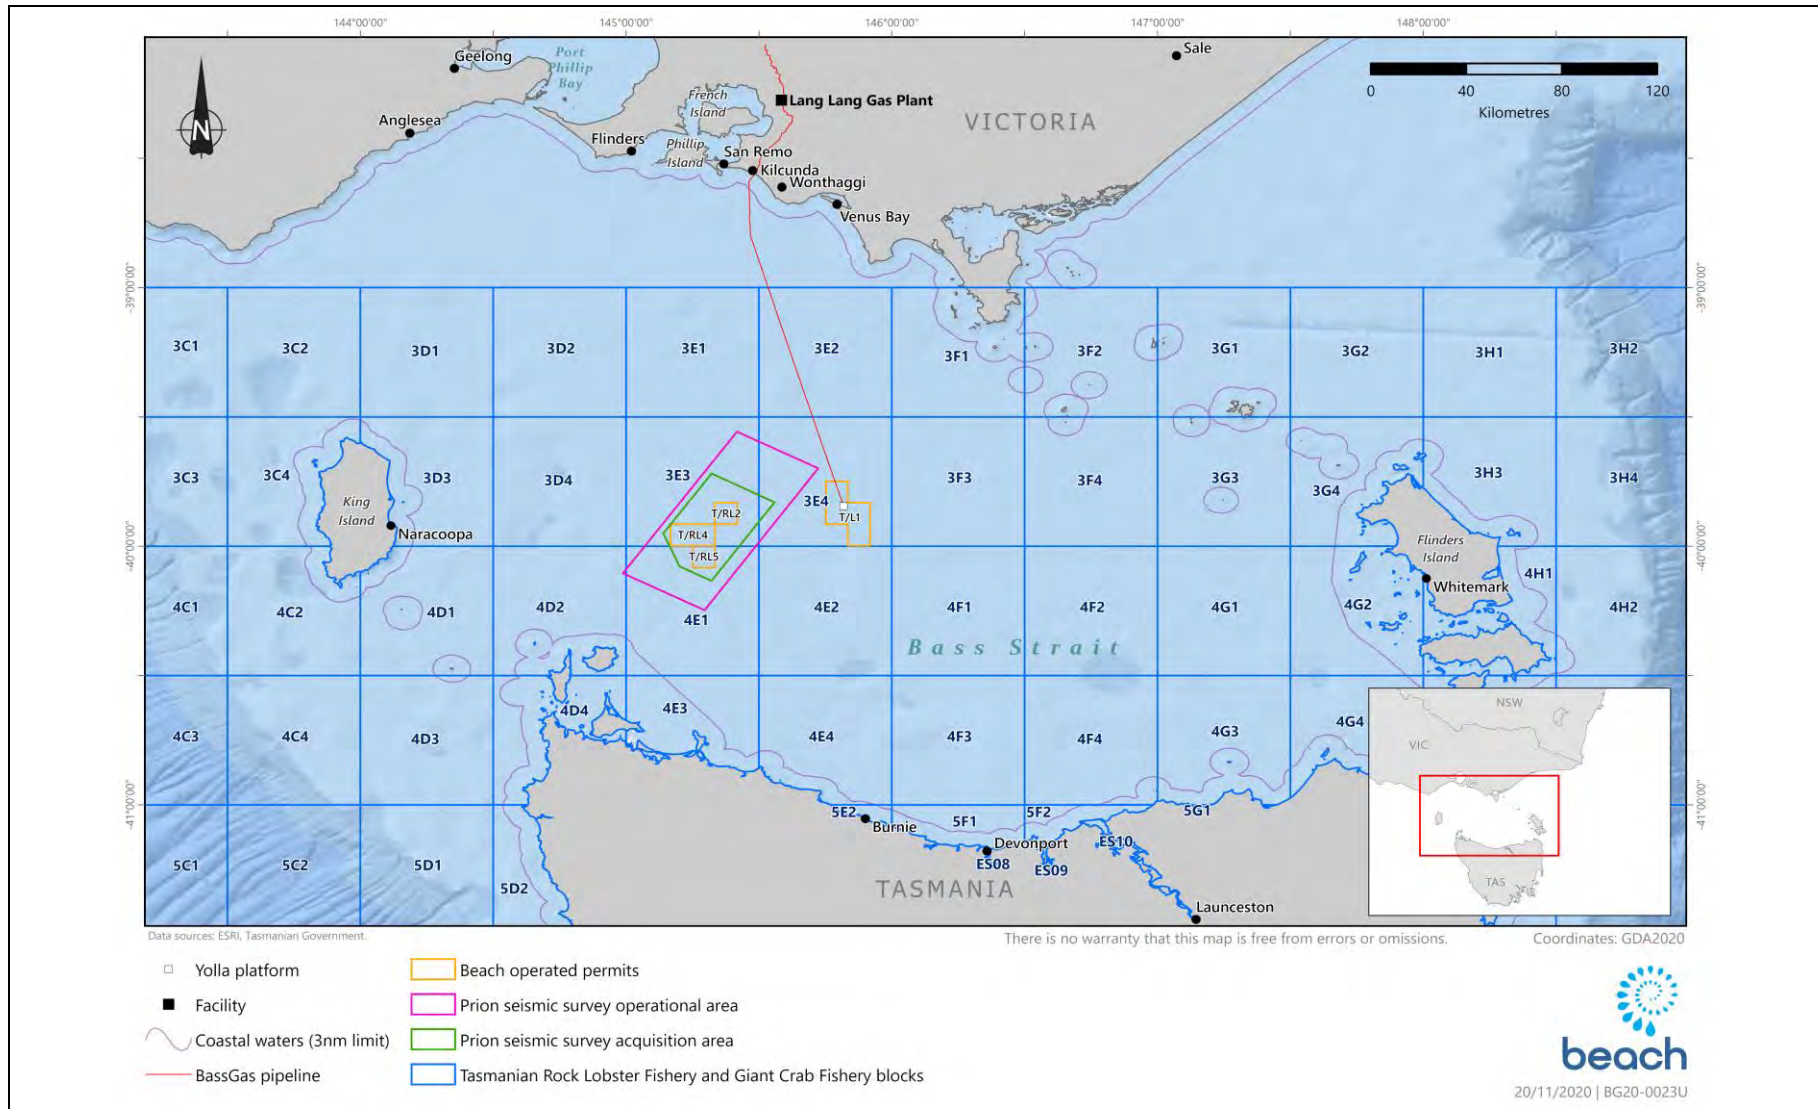 144°00'00"
145°00'00"
146°00'00"
147°00'00"
148°00'00"
Geelong
Port
Phillip
Bay
Sale
French
Island
Lang Lang Gas Plant
0 40 80 120
Kilometres
N
Anglesea
VICTORIA
Flinders
Phillip
Island
San Remo
Kilcunda
Wonthaggi
Venus Bay
-39°00'00"
-39°00'00"
3C1 3C2 3D1 3D2 3E1 3E2 3F1 3F2 3G1 3G2 3H1 3H2
3C3 3C4 3D3 3D4 3E3 3E4 3F3 3F4 3G3 3G4 3H3 3H4
King
Island
Naracoopa
T/RL2
T/RL4
T/RL5
T/L1
Flinders
Island
Whitemark
-40°00'00"
-40°00'00"
4C1 4C2 4D1 4D2 4E1 4E2 4F1 4F2 4G1 4G2 4H1 4H2
Bass Strait
4C3 4C4 4D3 4D4 4E3 4E4 4F3 4F4 4G3 4G4
NSW
VIC
TAS
-41°00'00"
-41°00'00"
5E2 5F1 5F2 5G1
Burnie
Devonport
ES08 ES09 ES10
5C1 5C2 5D1 5D2
TASMANIA
Launceston
Data sources: ESRI, Tasmanian Government.
There is no warranty that this map is free from errors or omissions.
Coordinates: GDA2020
Yolla platform
Facility
Coastal waters (3nm limit)
BassGas pipeline
Beach operated permits
Prion seismic survey operational area
Prion seismic survey acquisition area
Tasmanian Rock Lobster Fishery and Giant Crab Fishery blocks
beach
20/11/2020 | BG20-0023U